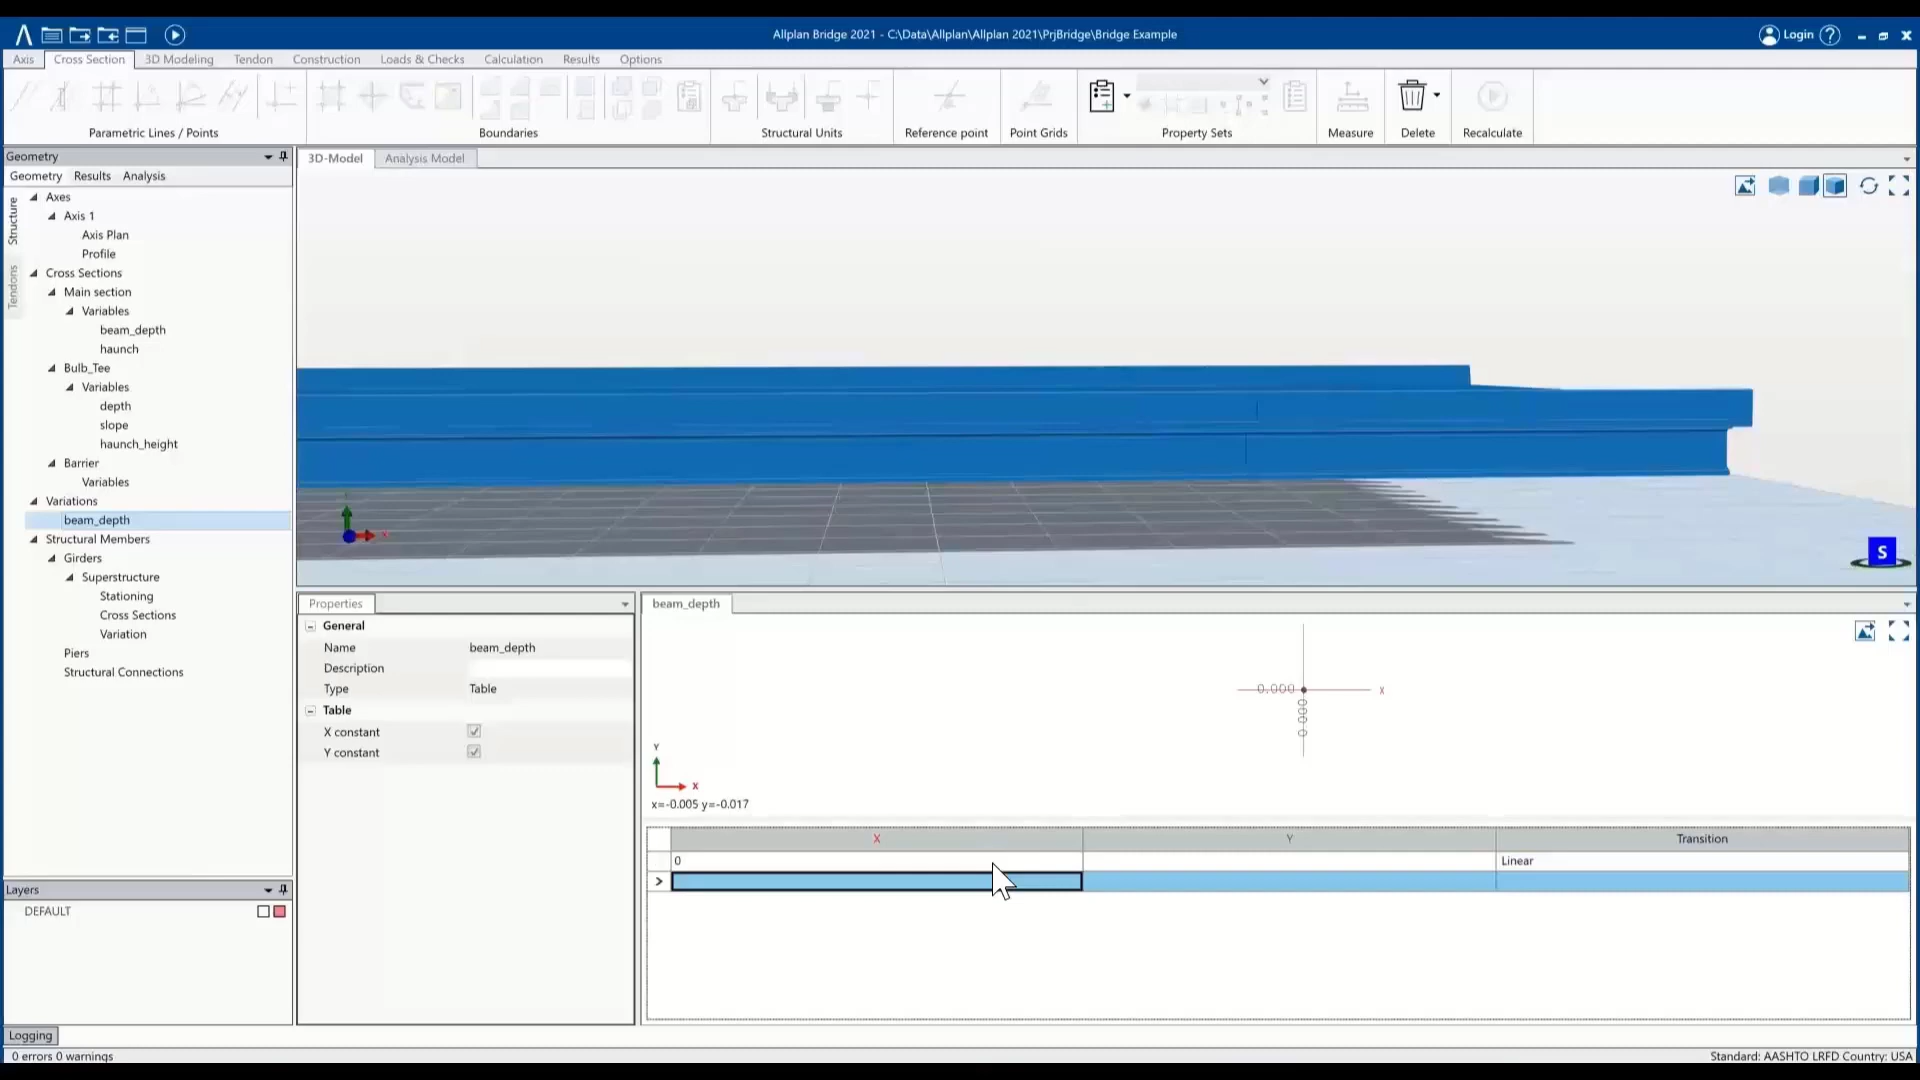 Allplan Bridge 2021 - C:\Data\Allplan\Allplan 2021\PrjBridge\Bridge Example
Login
Axis Cross Section 3D Modeling Tendon Construction Loads & Checks Calculation Results Options
Parametric Lines / Points Boundaries Structural Units Reference point Point Grids Property Sets Measure Delete Recalculate
Geometry
Geometry Results Analysis
Structure
Tendons
Axes
Axis 1
Axis Plan
Profile
Cross Sections
Main section
Variables
beam_depth
haunch
Bulb_Tee
Variables
depth
slope
haunch_height
Barrier
Variables
Variations
beam_depth
Structural Members
Girders
Superstructure
Stationing
Cross Sections
Variation
Piers
Structural Connections
Layers
DEFAULT
3D-Model Analysis Model
x
S
Properties
General
Name beam_depth
Description
Type Table
Table
X constant
Y constant
beam_depth
0.000 X
0.000
Y
X
x=-0.005 y=-0.017
X Y Transition
0 Linear
Logging
0 errors 0 warnings
Standard: AASHTO LRFD Country: USA